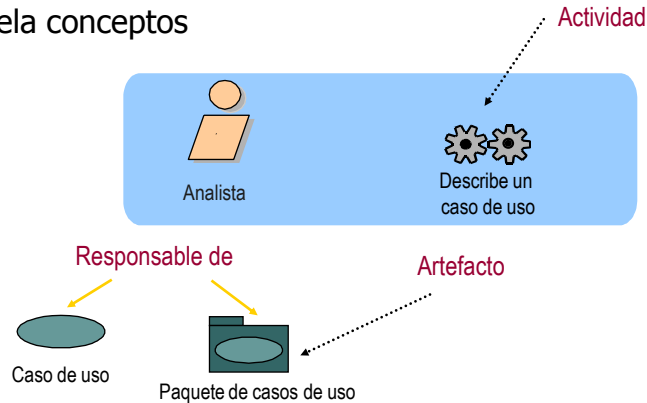 ela conceptos
Actividad
Analista
Describe un
caso de uso
Responsable de
Artefacto
Caso de uso
Paquete de casos de uso